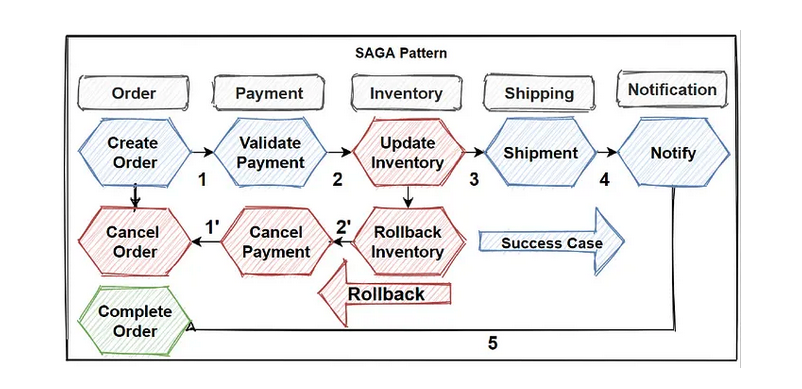 SAGA Pattern
Order
Payment
Inventory
Shipping
Notification
Create
Order
1
Validate
Payment
2
Update
Inventory
3
Shipment
4
Notify
Cancel
Order
1'
Cancel
Payment
2'
Rollback
Inventory
Success Case
Rollback
Complete
Order
5